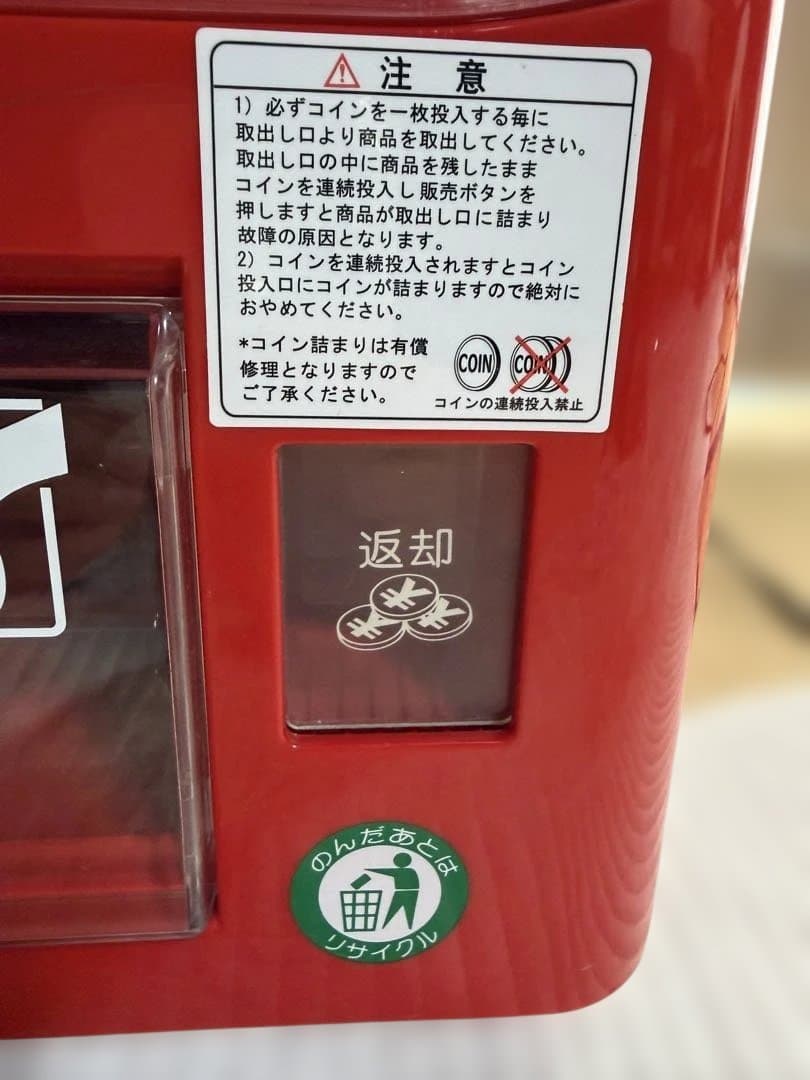 注 意
1) 必ずコインを一枚投入する毎に
取出し口より商品を取出してください。
取出し口の中に商品を残したまま
コインを連続投入し販売ボタンを
押しますと商品が取出し口に詰まり
故障の原因となります。
2) コインを連続投入されますとコイン
投入口にコインが詰まりますので絶対に
おやめてください。
*コイン詰まりは有償
修理となりますので
ご了承ください。
COIN COIN
コインの連続投入禁止
返却
¥ ¥ ¥
のんだあとは
リサイクル